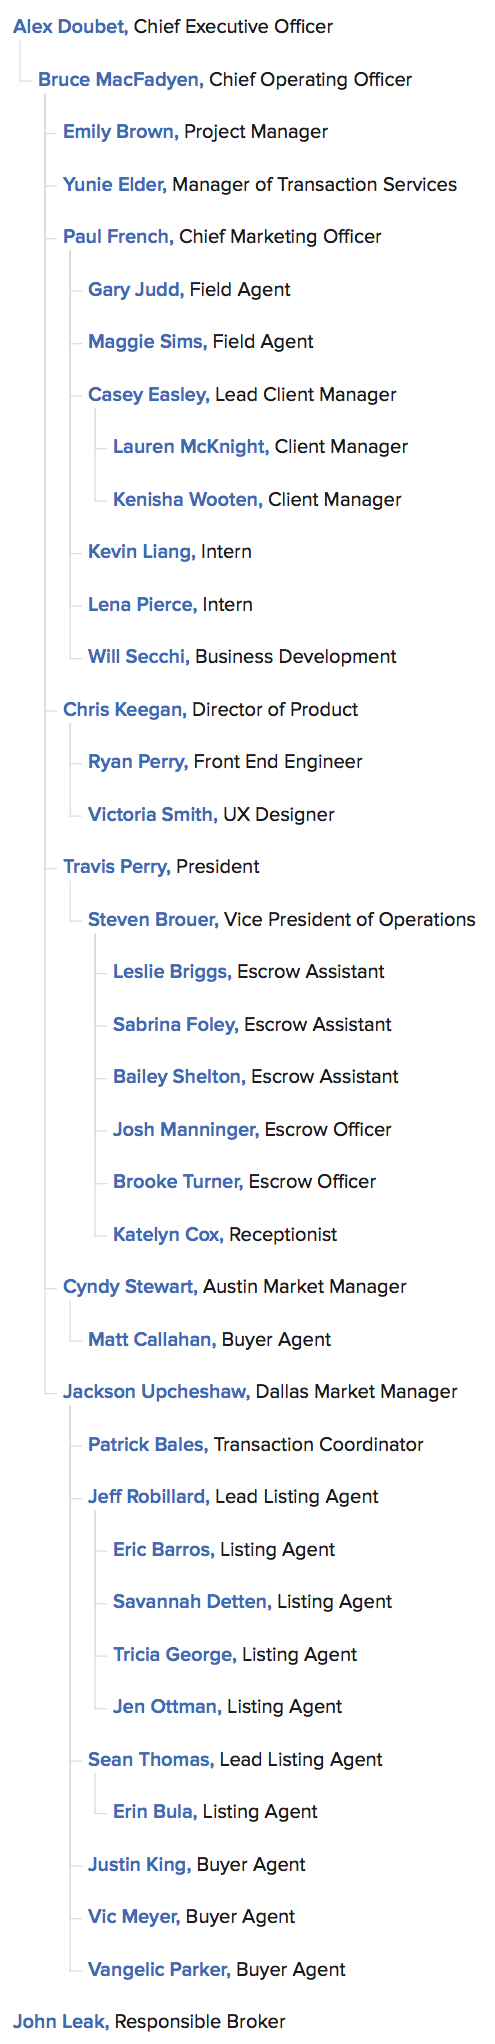 Alex Doubet, Chief Executive Officer
Bruce MacFadyen, Chief Operating Officer
Emily Brown, Project Manager
Yunie Elder, Manager of Transaction Services
Paul French, Chief Marketing Officer
Gary Judd, Field Agent
Maggie Sims, Field Agent
Casey Easley, Lead Client Manager
Lauren McKnight, Client Manager
Kenisha Wooten, Client Manager
Kevin Liang, Intern
Lena Pierce, Intern
Will Secchi, Business Development
Chris Keegan, Director of Product
Ryan Perry, Front End Engineer
Victoria Smith, UX Designer
Travis Perry, President
Steven Brouer, Vice President of Operations
Leslie Briggs, Escrow Assistant
Sabrina Foley, Escrow Assistant
Bailey Shelton, Escrow Assistant
Josh Manninger, Escrow Officer
Brooke Turner, Escrow Officer
Katelyn Cox, Receptionist
Cyndy Stewart, Austin Market Manager
Matt Callahan, Buyer Agent
Jackson Upcheshaw, Dallas Market Manager
Patrick Bales, Transaction Coordinator
Jeff Robillard, Lead Listing Agent
Eric Barros, Listing Agent
Savannah Detten, Listing Agent
Tricia George, Listing Agent
Jen Ottman, Listing Agent
Sean Thomas, Lead Listing Agent
Erin Bula, Listing Agent
Justin King, Buyer Agent
Vic Meyer, Buyer Agent
Vangelic Parker, Buyer Agent
John Leak, Responsible Broker